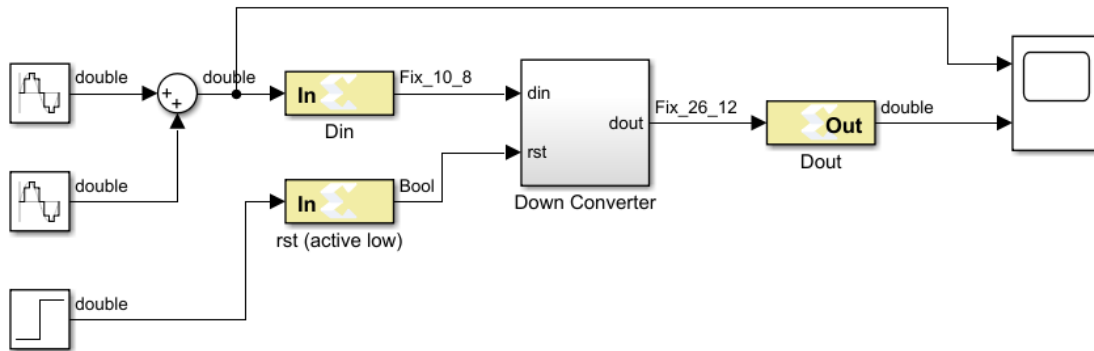 double
double
In
Fix_10_8
Din
din
dout
rst
Down Converter
Fix_26_12
Out
double
Dout
double
In
Bool
rst (active low)
double